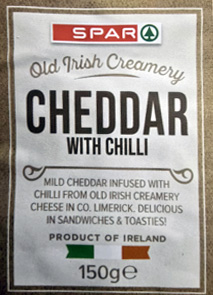 SPAR
Old Irish Creamery
CHEDDAR
WITH CHILLI
MILD CHEDDAR INFUSED WITH
CHILLI FROM OLD IRISH CREAMERY
CHEESE IN CO. LIMERICK. DELICIOUS
IN SANDWICHES & TOASTIES!
PRODUCT OF IRELAND
150g℮